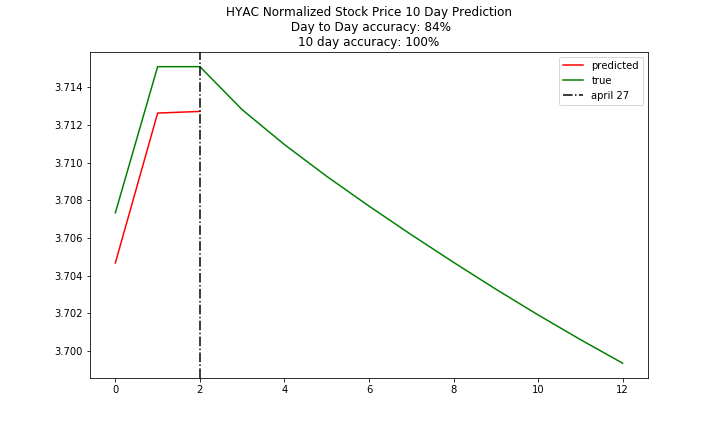 HYAC Normalized Stock Price 10 Day Prediction
Day to Day accuracy: 84%
10 day accuracy: 100%
predicted
true
april 27
3.714
3.712
3.710
3.708
3.706
3.704
3.702
3.700
0 2 4 6 8 10 12